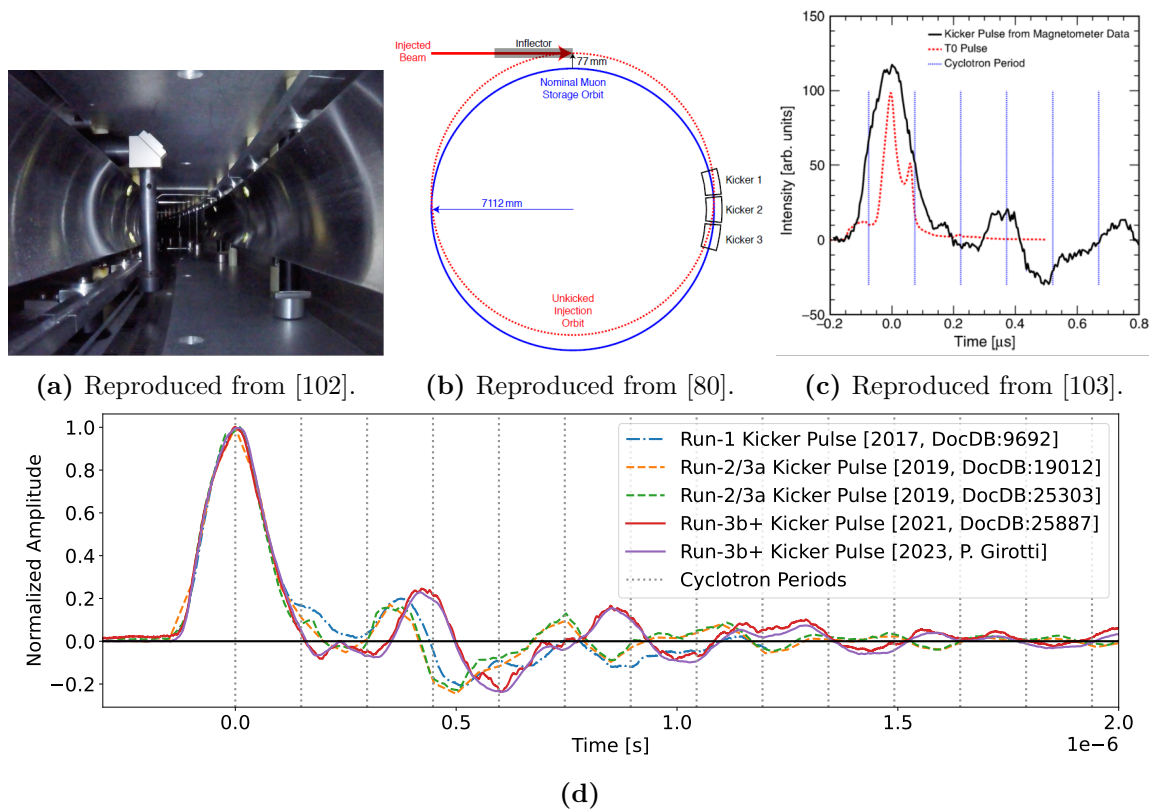 Injected
Beam
Inflector
77 mm
Nominal Muon
Storage Orbit
7112 mm
Kicker 1
Kicker 2
Kicker 3
Unkicked
Injection
Orbit
150
100
50
0
−50
Intensity [arb. units]
Kicker Pulse from Magnetometer Data
T0 Pulse
Cyclotron Period
−0.2
0.0
0.2
0.4
0.6
0.8
Time [µs]
(a) Reproduced from [102].
(b) Reproduced from [80].
(c) Reproduced from [103].
1.0
0.8
0.6
0.4
0.2
0.0
−0.2
Normalized Amplitude
Run-1 Kicker Pulse [2017, DocDB:9692]
Run-2/3a Kicker Pulse [2019, DocDB:19012]
Run-2/3a Kicker Pulse [2019, DocDB:25303]
Run-3b+ Kicker Pulse [2021, DocDB:25887]
Run-3b+ Kicker Pulse [2023, P. Girotti]
Cyclotron Periods
0.0
0.5
1.0
1.5
2.0
Time [s]
1e−6
(d)